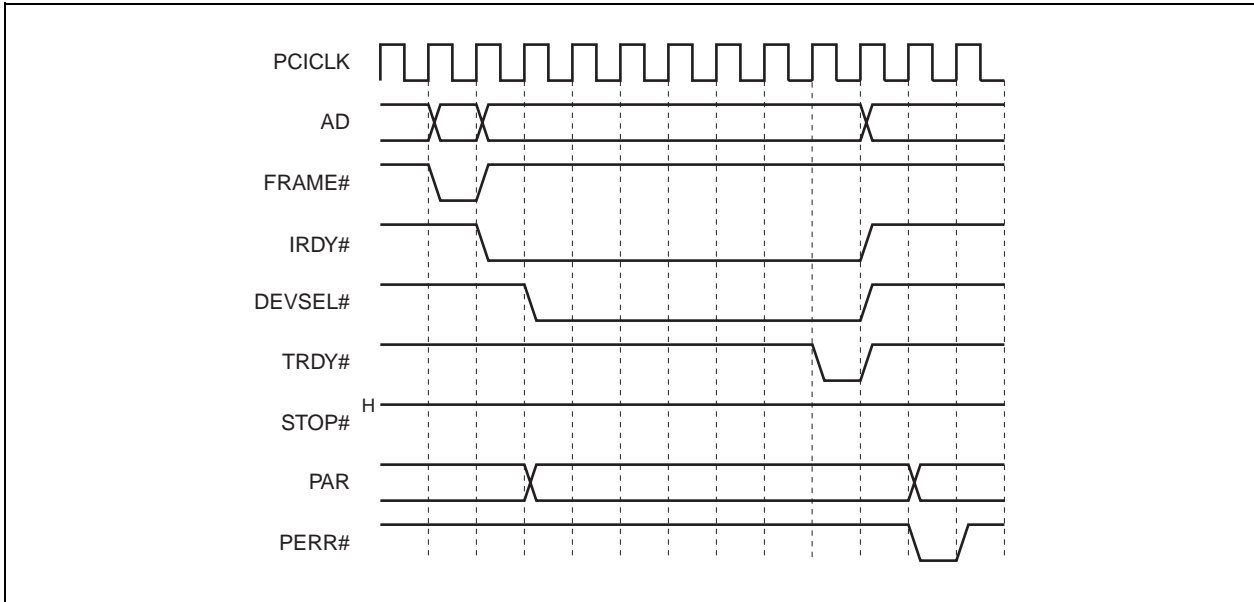 PCICLK
AD
FRAME#
IRDY#
DEVSEL#
TRDY#
H
STOP#
PAR
PERR#